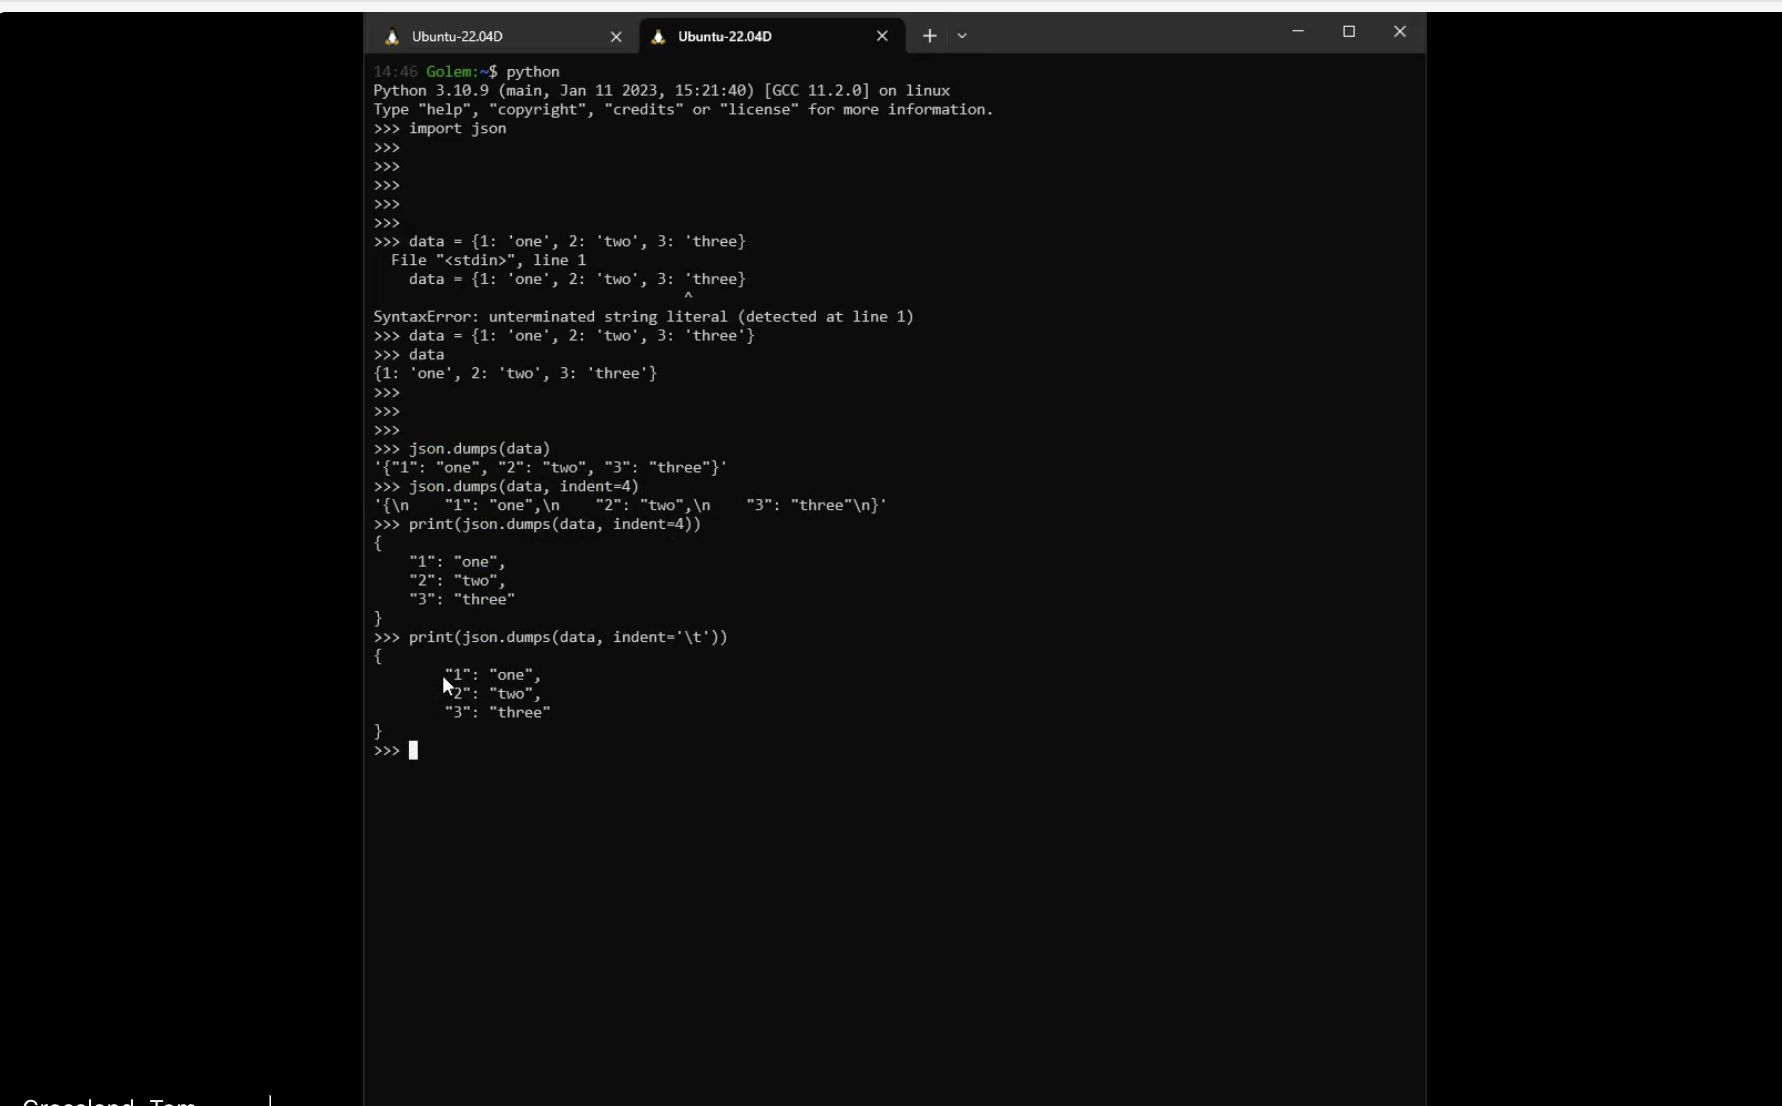 Ubuntu-22.04D
Ubuntu-22.04D
14:46 Golem:~$ python
Python 3.10.9 (main, Jan 11 2023, 15:21:40) [GCC 11.2.0] on linux
Type "help", "copyright", "credits" or "license" for more information.
>>> import json
>>>
>>>
>>>
>>>
>>>
>>> data = {1: 'one', 2: 'two', 3: 'three}
  File "<stdin>", line 1
    data = {1: 'one', 2: 'two', 3: 'three}
                                   ^
SyntaxError: unterminated string literal (detected at line 1)
>>> data = {1: 'one', 2: 'two', 3: 'three'}
>>> data
{1: 'one', 2: 'two', 3: 'three'}
>>>
>>>
>>>
>>> json.dumps(data)
'{"1": "one", "2": "two", "3": "three"}'
>>> json.dumps(data, indent=4)
'{\n    "1": "one",\n    "2": "two",\n    "3": "three"\n}'
>>> print(json.dumps(data, indent=4))
{
    "1": "one",
    "2": "two",
    "3": "three"
}
>>> print(json.dumps(data, indent='\t'))
{
        "1": "one",
        "2": "two",
        "3": "three"
}
>>>